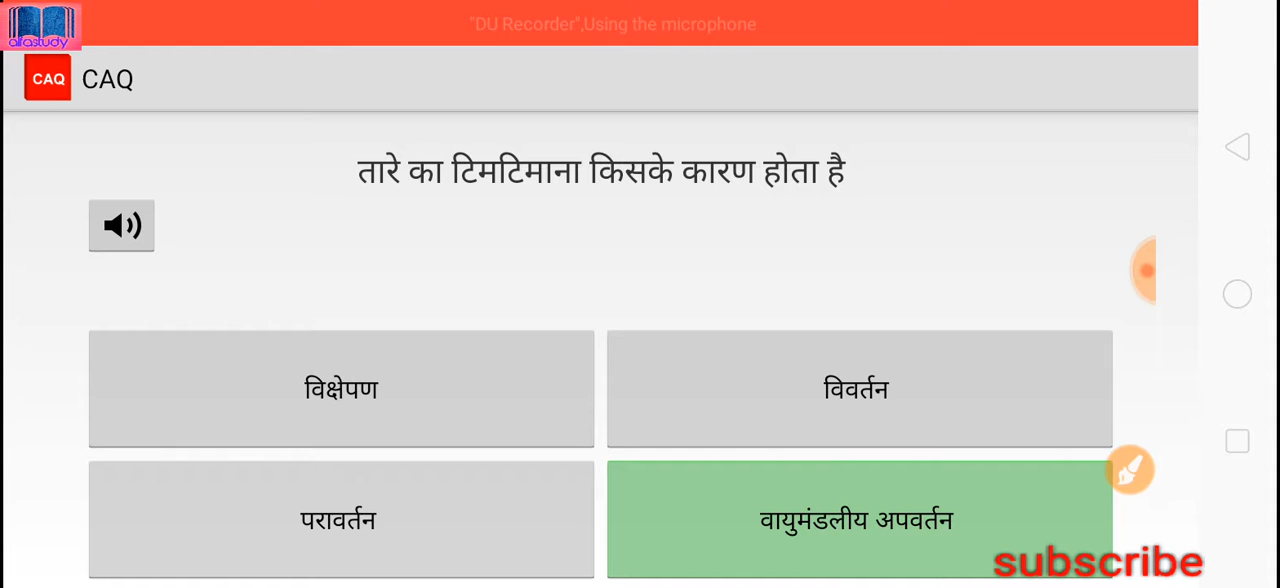 "DU Recorder",Using the microphone
alfastudy
CAQ CAQ
तारे का टिमटिमाना किसके कारण होता है
विक्षेपण
विवर्तन
परावर्तन
वायुमंडलीय अपवर्तन
subscribe